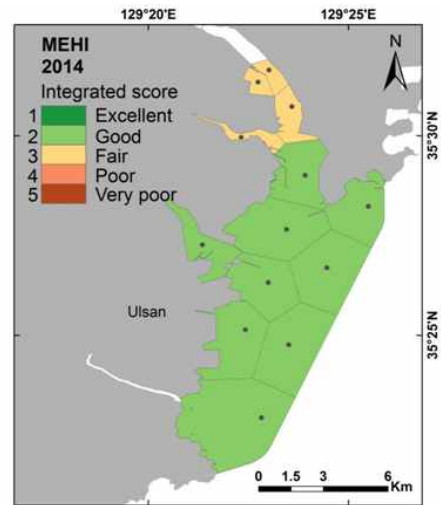 129°20'E 129°25'E
MEHI
2014
Integrated score
1 Excellent
2 Good
3 Fair
4 Poor
5 Very poor
N
35°30'N
Ulsan
35°25'N
0 1.5 3 6
Km